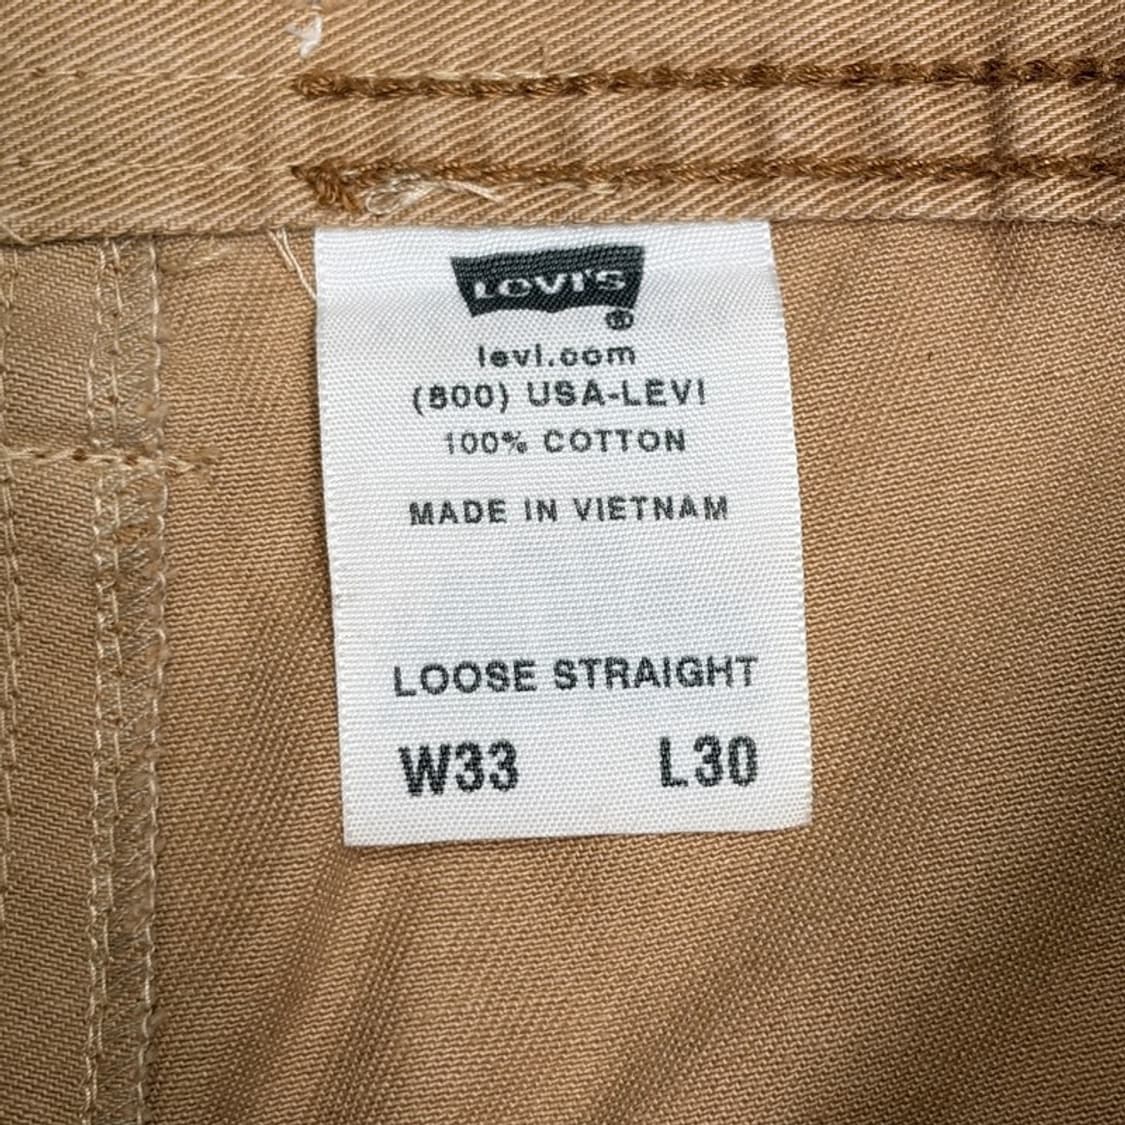 LEVI'S
®
levi.com
(800) USA-LEVI
100% COTTON
MADE IN VIETNAM
LOOSE STRAIGHT
W33 L30